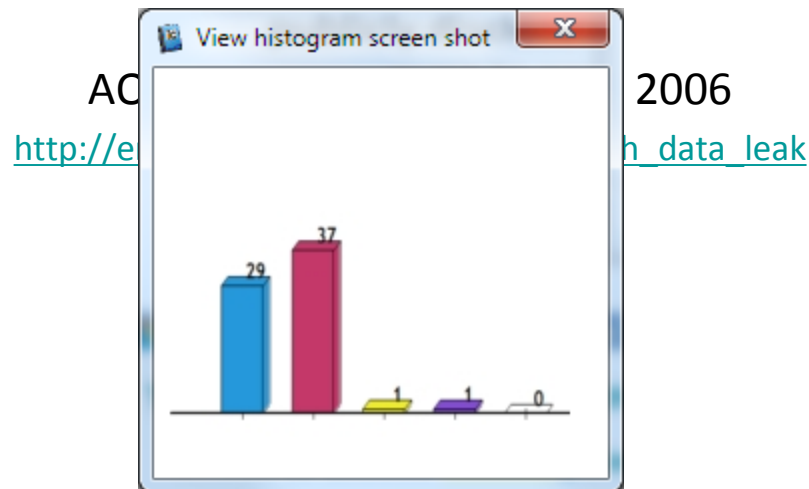 View histogram screen shot
AC 2006
http://e h_data_leak
37
29
1 1 0